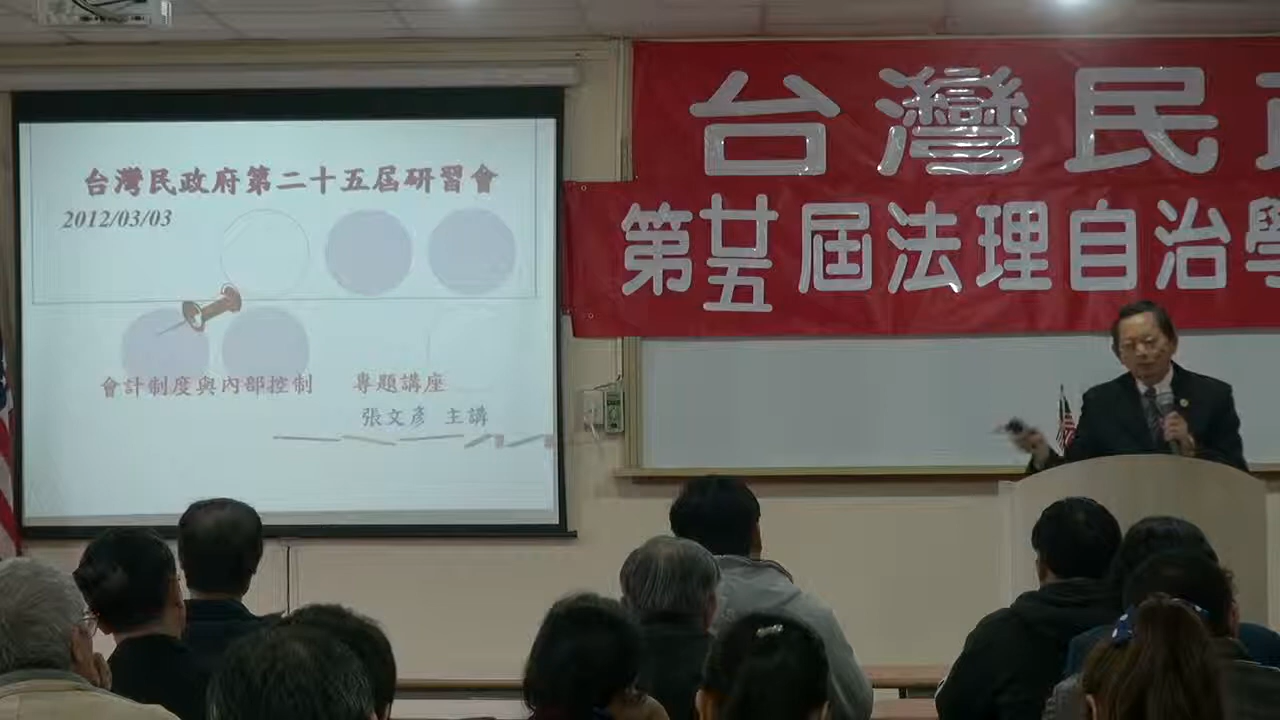 台灣民政府第二十五屆研習會
2012/03/03
會計制度與內部控制 專題講座
張文彥 主講
台灣民
第廿五屆法理自治學